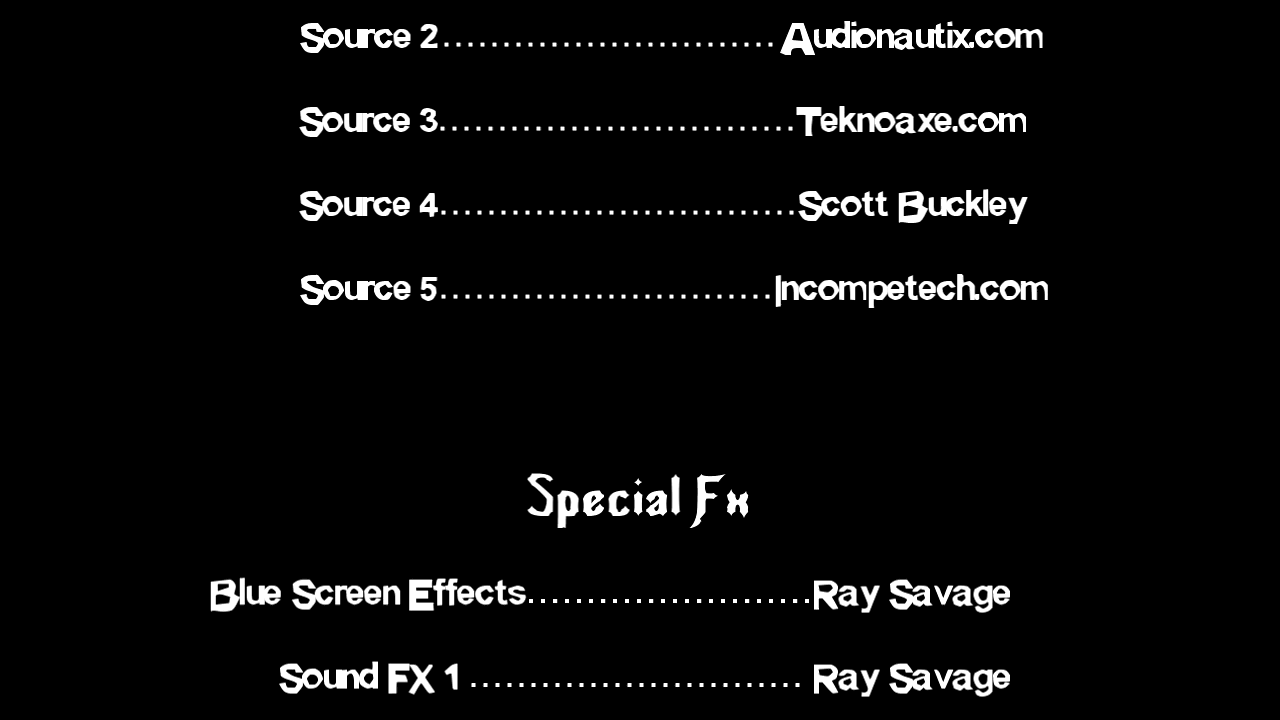 Source 2............................ Audionautix.com
Source 3..............................Teknoaxe.com
Source 4..............................Scott Buckley
Source 5............................Incompetech.com
Special Fx
Blue Screen Effects........................Ray Savage
Sound FX 1 ............................ Ray Savage